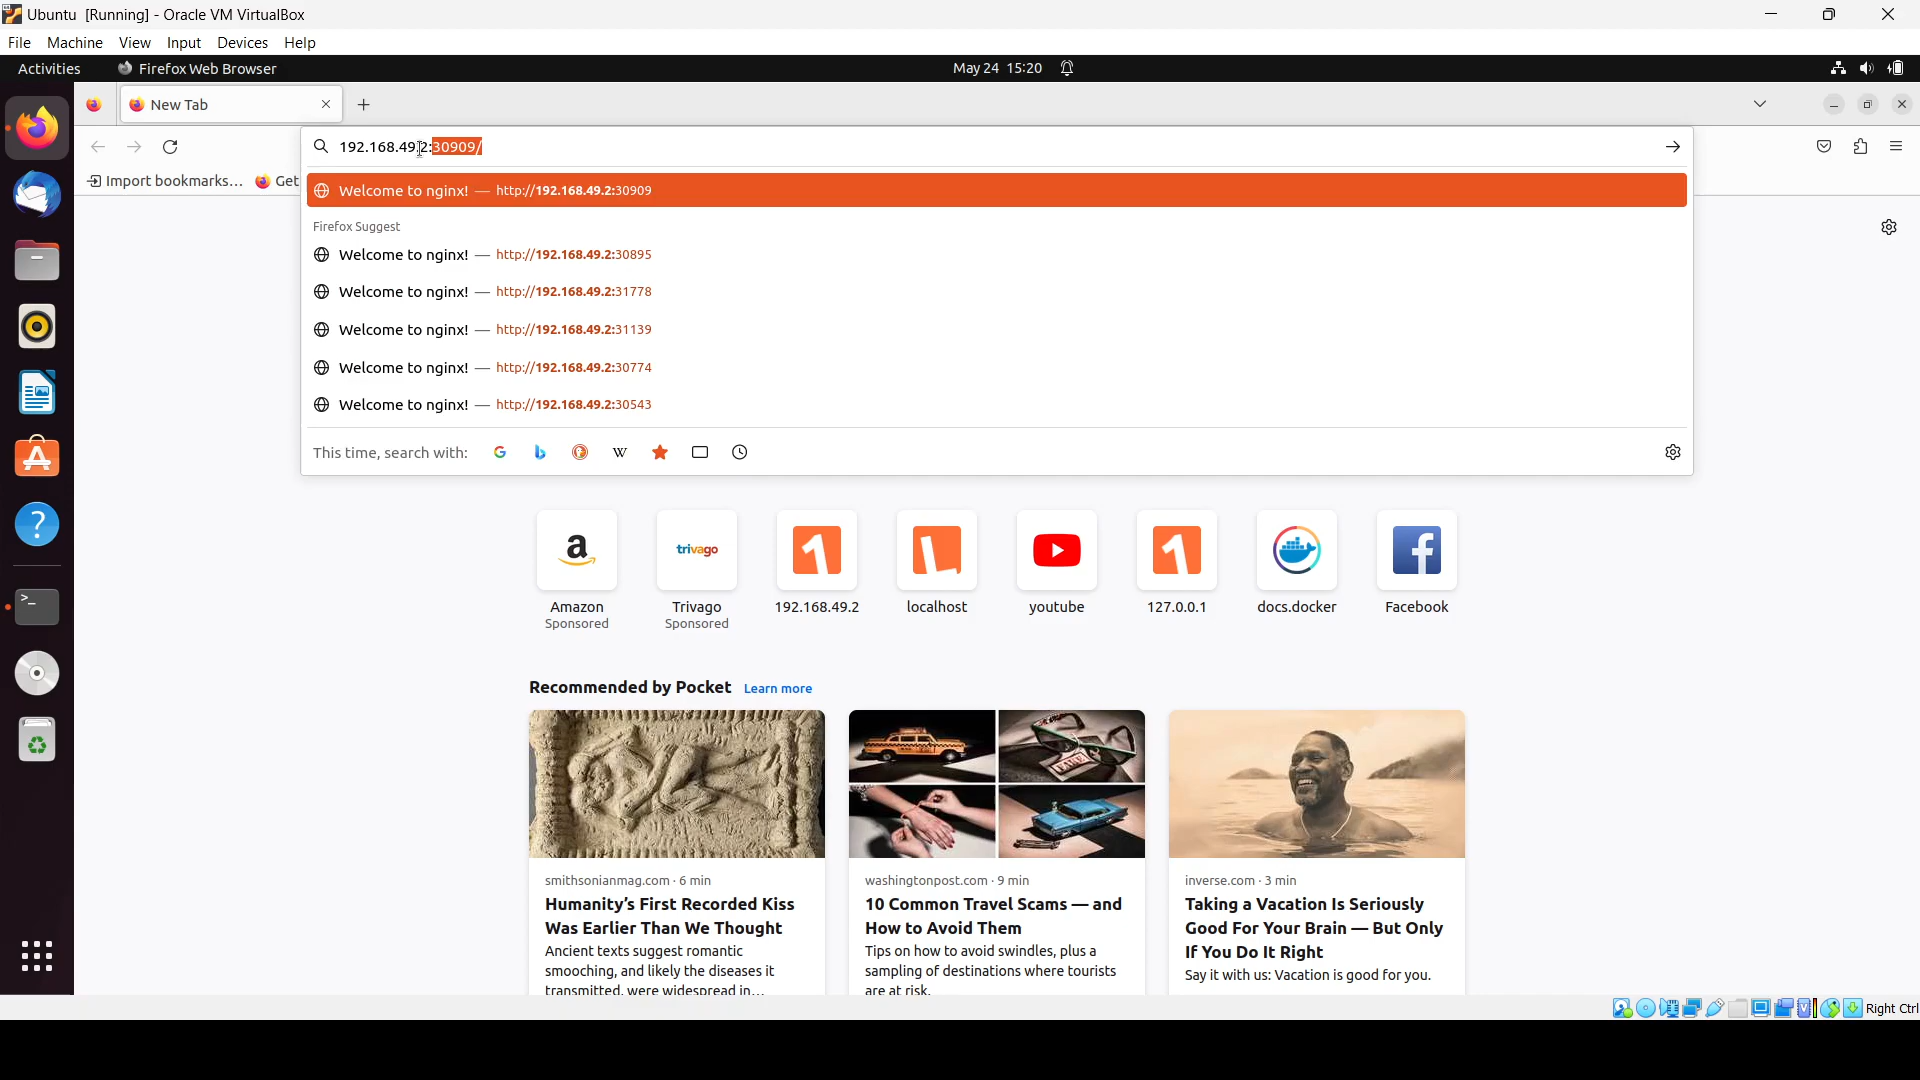 Ubuntu [Running] - Oracle VM VirtualBox
File Machine View Input Devices Help
Activities Firefox Web Browser May 24 15:20
New Tab
192.168.49.2:30909/
Import bookmarks... Get
Welcome to nginx! — http://192.168.49.2:30909
Firefox Suggest
Welcome to nginx! — http://192.168.49.2:30895
Welcome to nginx! — http://192.168.49.2:31778
Welcome to nginx! — http://192.168.49.2:31139
Welcome to nginx! — http://192.168.49.2:30774
Welcome to nginx! — http://192.168.49.2:30543
This time, search with:
Amazon
Sponsored
trivago
Trivago
Sponsored
1
192.168.49.2
L
localhost
youtube
1
127.0.0.1
docs.docker
Facebook
Recommended by Pocket Learn more
smithsonianmag.com · 6 min
Humanity's First Recorded Kiss
Was Earlier Than We Thought
Ancient texts suggest romantic
smooching, and likely the diseases it
transmitted, were widespread in...
washingtonpost.com · 9 min
10 Common Travel Scams — and
How to Avoid Them
Tips on how to avoid swindles, plus a
sampling of destinations where tourists
are at risk.
inverse.com · 3 min
Taking a Vacation Is Seriously
Good For Your Brain — But Only
If You Do It Right
Say it with us: Vacation is good for you.
Right Ctrl